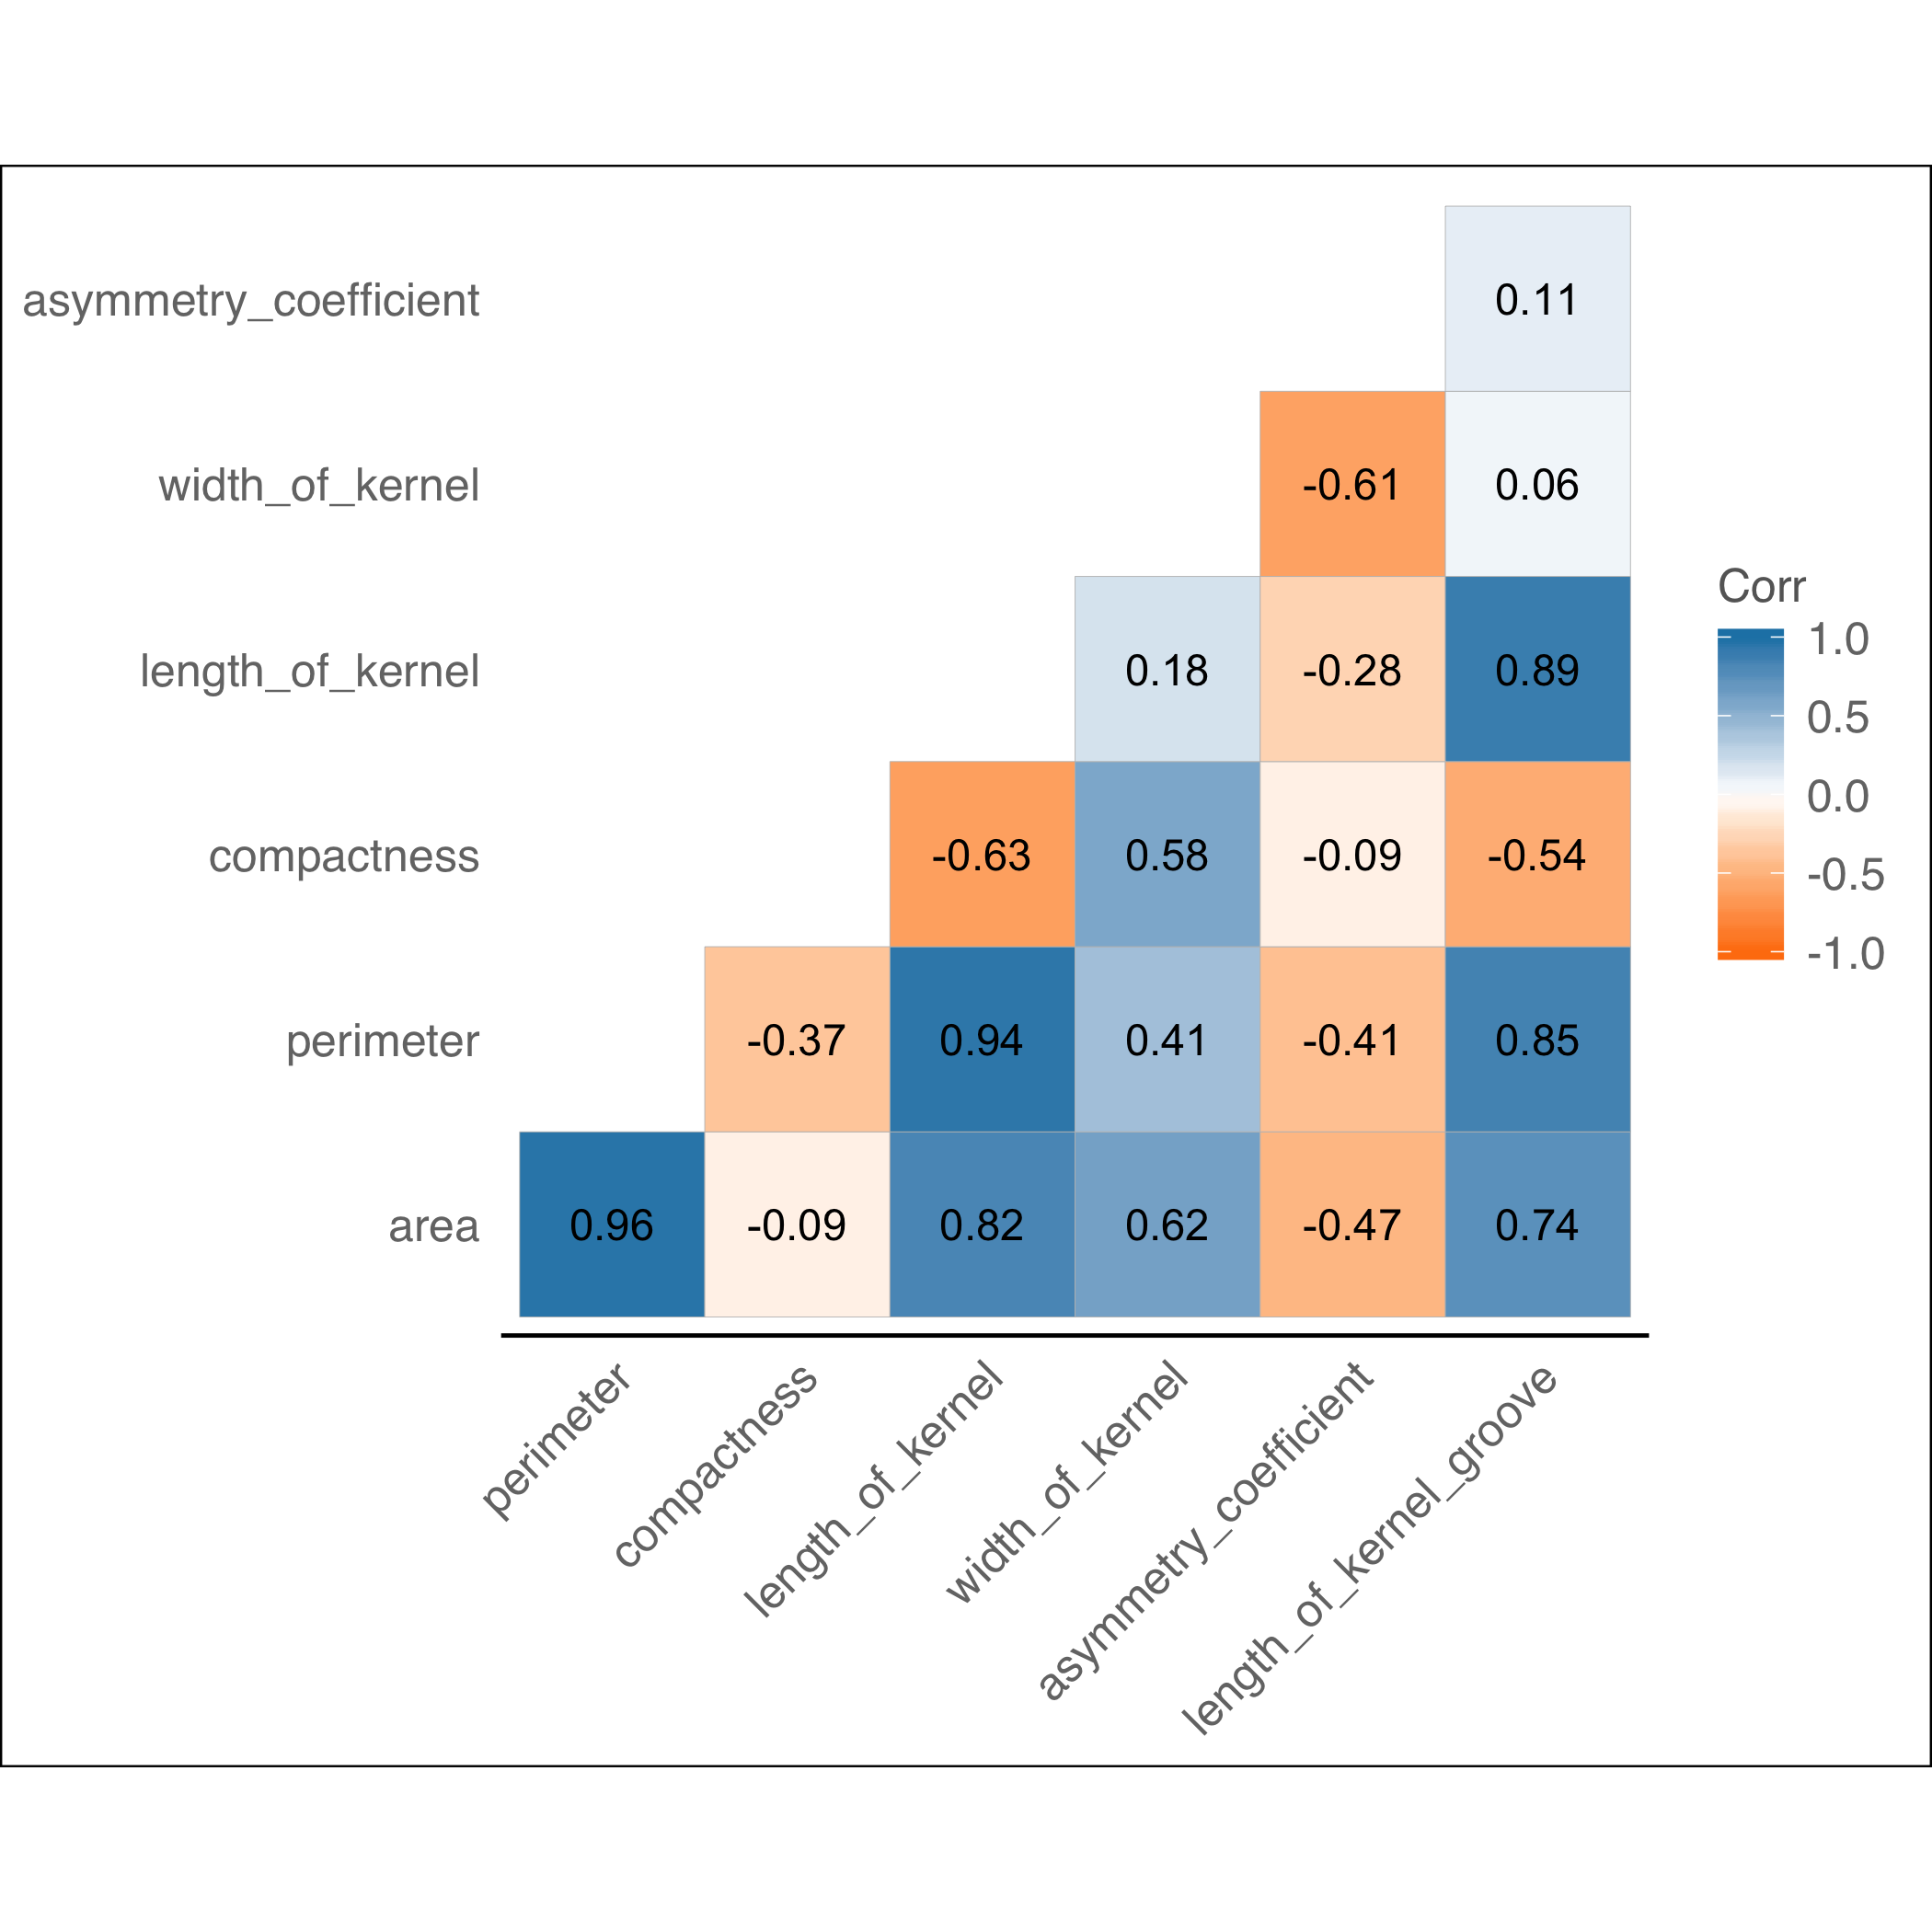 asymmetry_coefficient 0.11
width_of_kernel -0.61 0.06
length_of_kernel 0.18 -0.28 0.89
compactness -0.63 0.58 -0.09 -0.54
perimeter -0.37 0.94 0.41 -0.41 0.85
area 0.96 -0.09 0.82 0.62 -0.47 0.74
perimeter
compactness
length_of_kernel
width_of_kernel
asymmetry_coefficient
length_of_kernel_groove
Corr
1.0
0.5
0.0
-0.5
-1.0